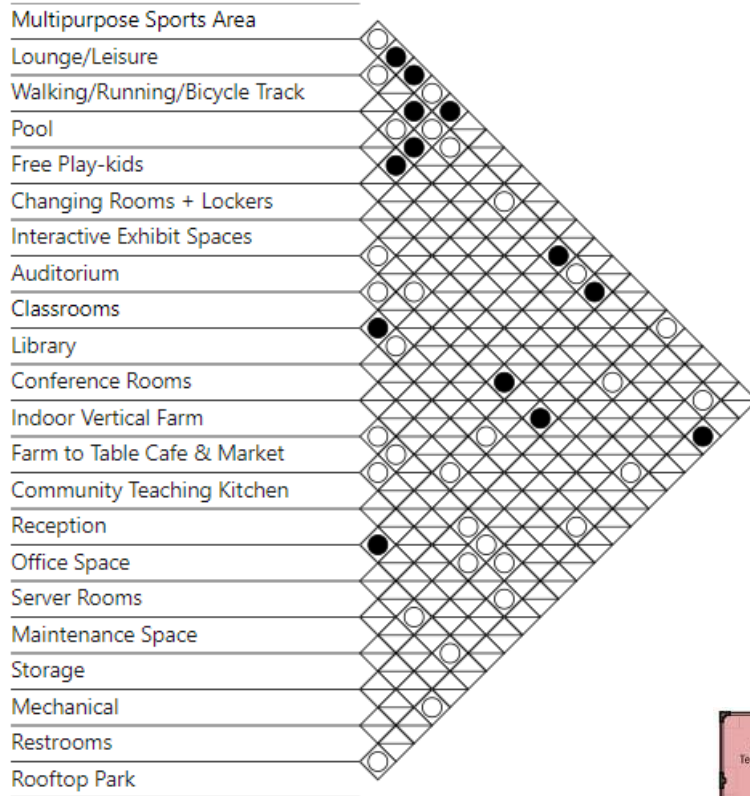 Multipurpose Sports Area
Lounge/Leisure
Walking/Running/Bicycle Track
Pool
Free Play-kids
Changing Rooms + Lockers
Interactive Exhibit Spaces
Auditorium
Classrooms
Library
Conference Rooms
Indoor Vertical Farm
Farm to Table Cafe & Market
Community Teaching Kitchen
Reception
Office Space
Server Rooms
Maintenance Space
Storage
Mechanical
Restrooms
Rooftop Park